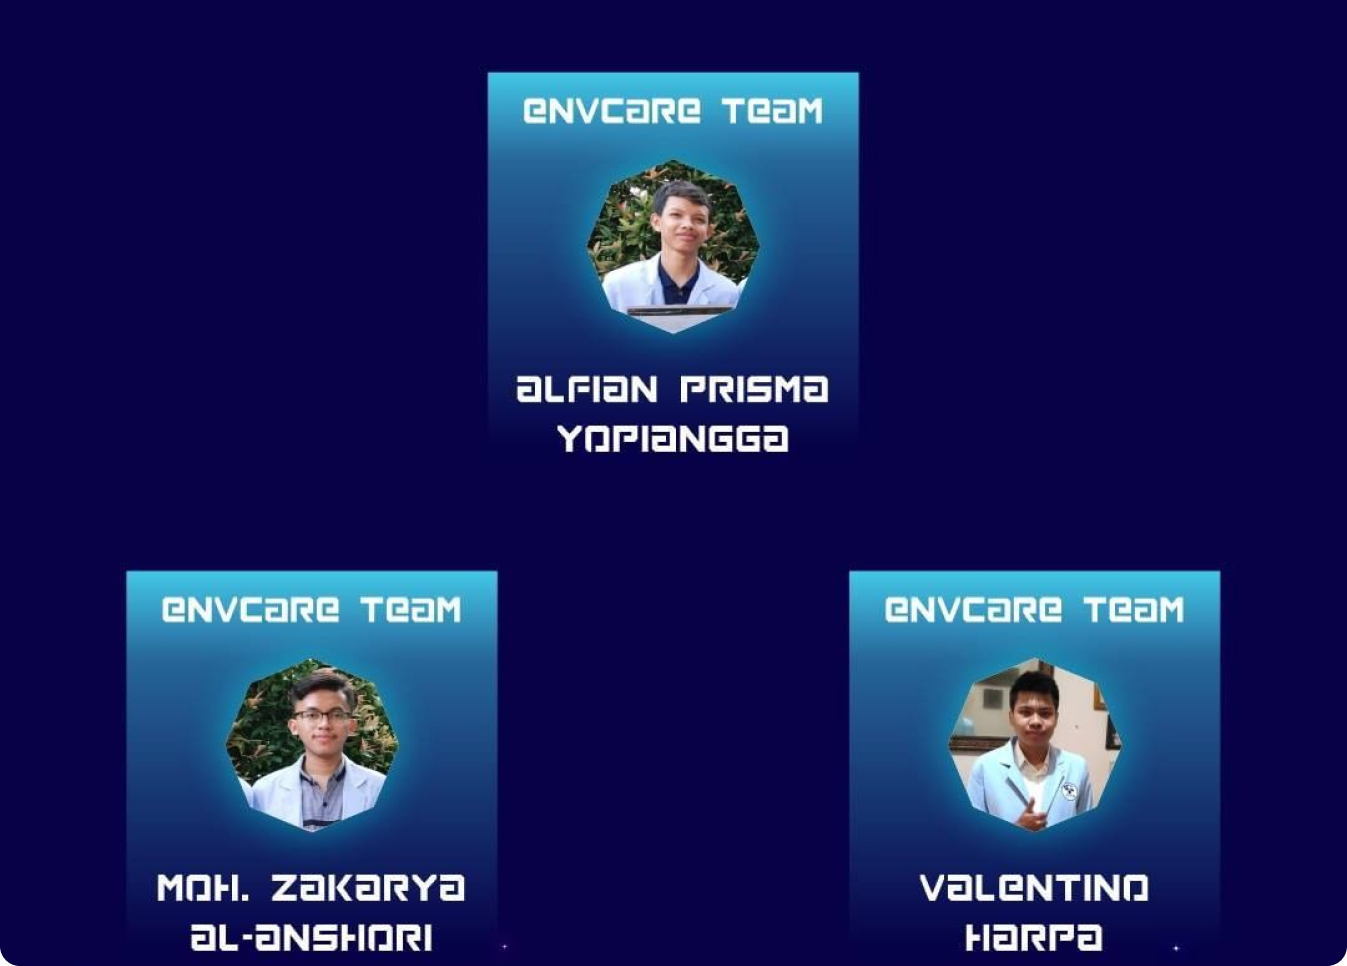 ENVCARE TEAM
ALFIAN PRISMA
YOPIANGGA
ENVCARE TEAM
MOH. ZAKARYA
AL-ANSHORI
ENVCARE TEAM
VALENTINO
HARPA